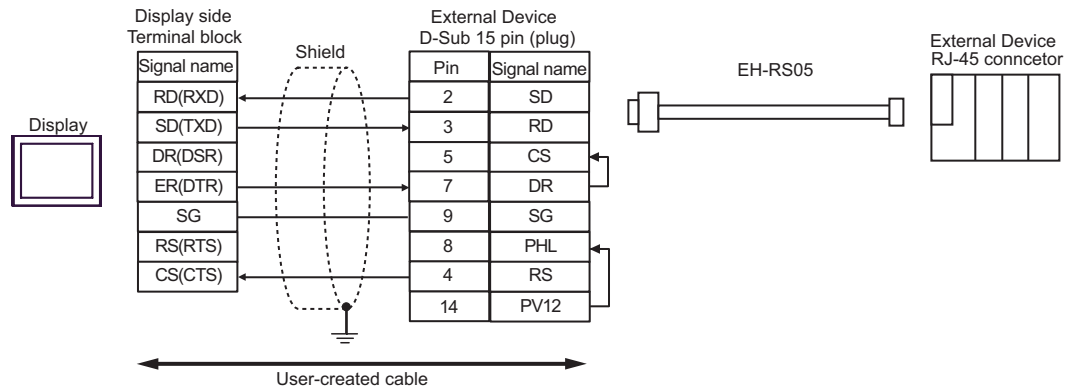 Display side
Terminal block
External Device
D-Sub 15 pin (plug)
External Device
RJ-45 conncetor
Shield
EH-RS05
Display
Signal name
Pin Signal name
RD(RXD) 2 SD
SD(TXD) 3 RD
DR(DSR) 5 CS
ER(DTR) 7 DR
SG 9 SG
RS(RTS) 8 PHL
CS(CTS) 4 RS
14 PV12
User-created cable